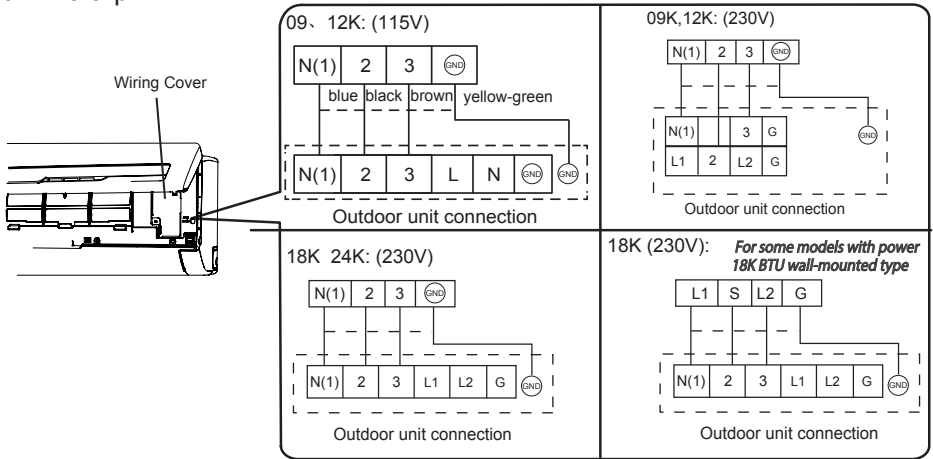 Wiring Cover
09、12K: (115V)
N(1) 2 3 GND
blue black brown yellow-green
N(1) 2 3 L N GND GND
Outdoor unit connection
09K,12K: (230V)
N(1) 2 3 GND
N(1) 3 G
L1 2 L2 G
GND
Outdoor unit connection
18K 24K: (230V)
N(1) 2 3 GND
N(1) 2 3 L1 L2 G GND
Outdoor unit connection
18K (230V): For some models with power
18K BTU wall-mounted type
L1 S L2 G
N(1) 2 3 L1 L2 G GND
Outdoor unit connection